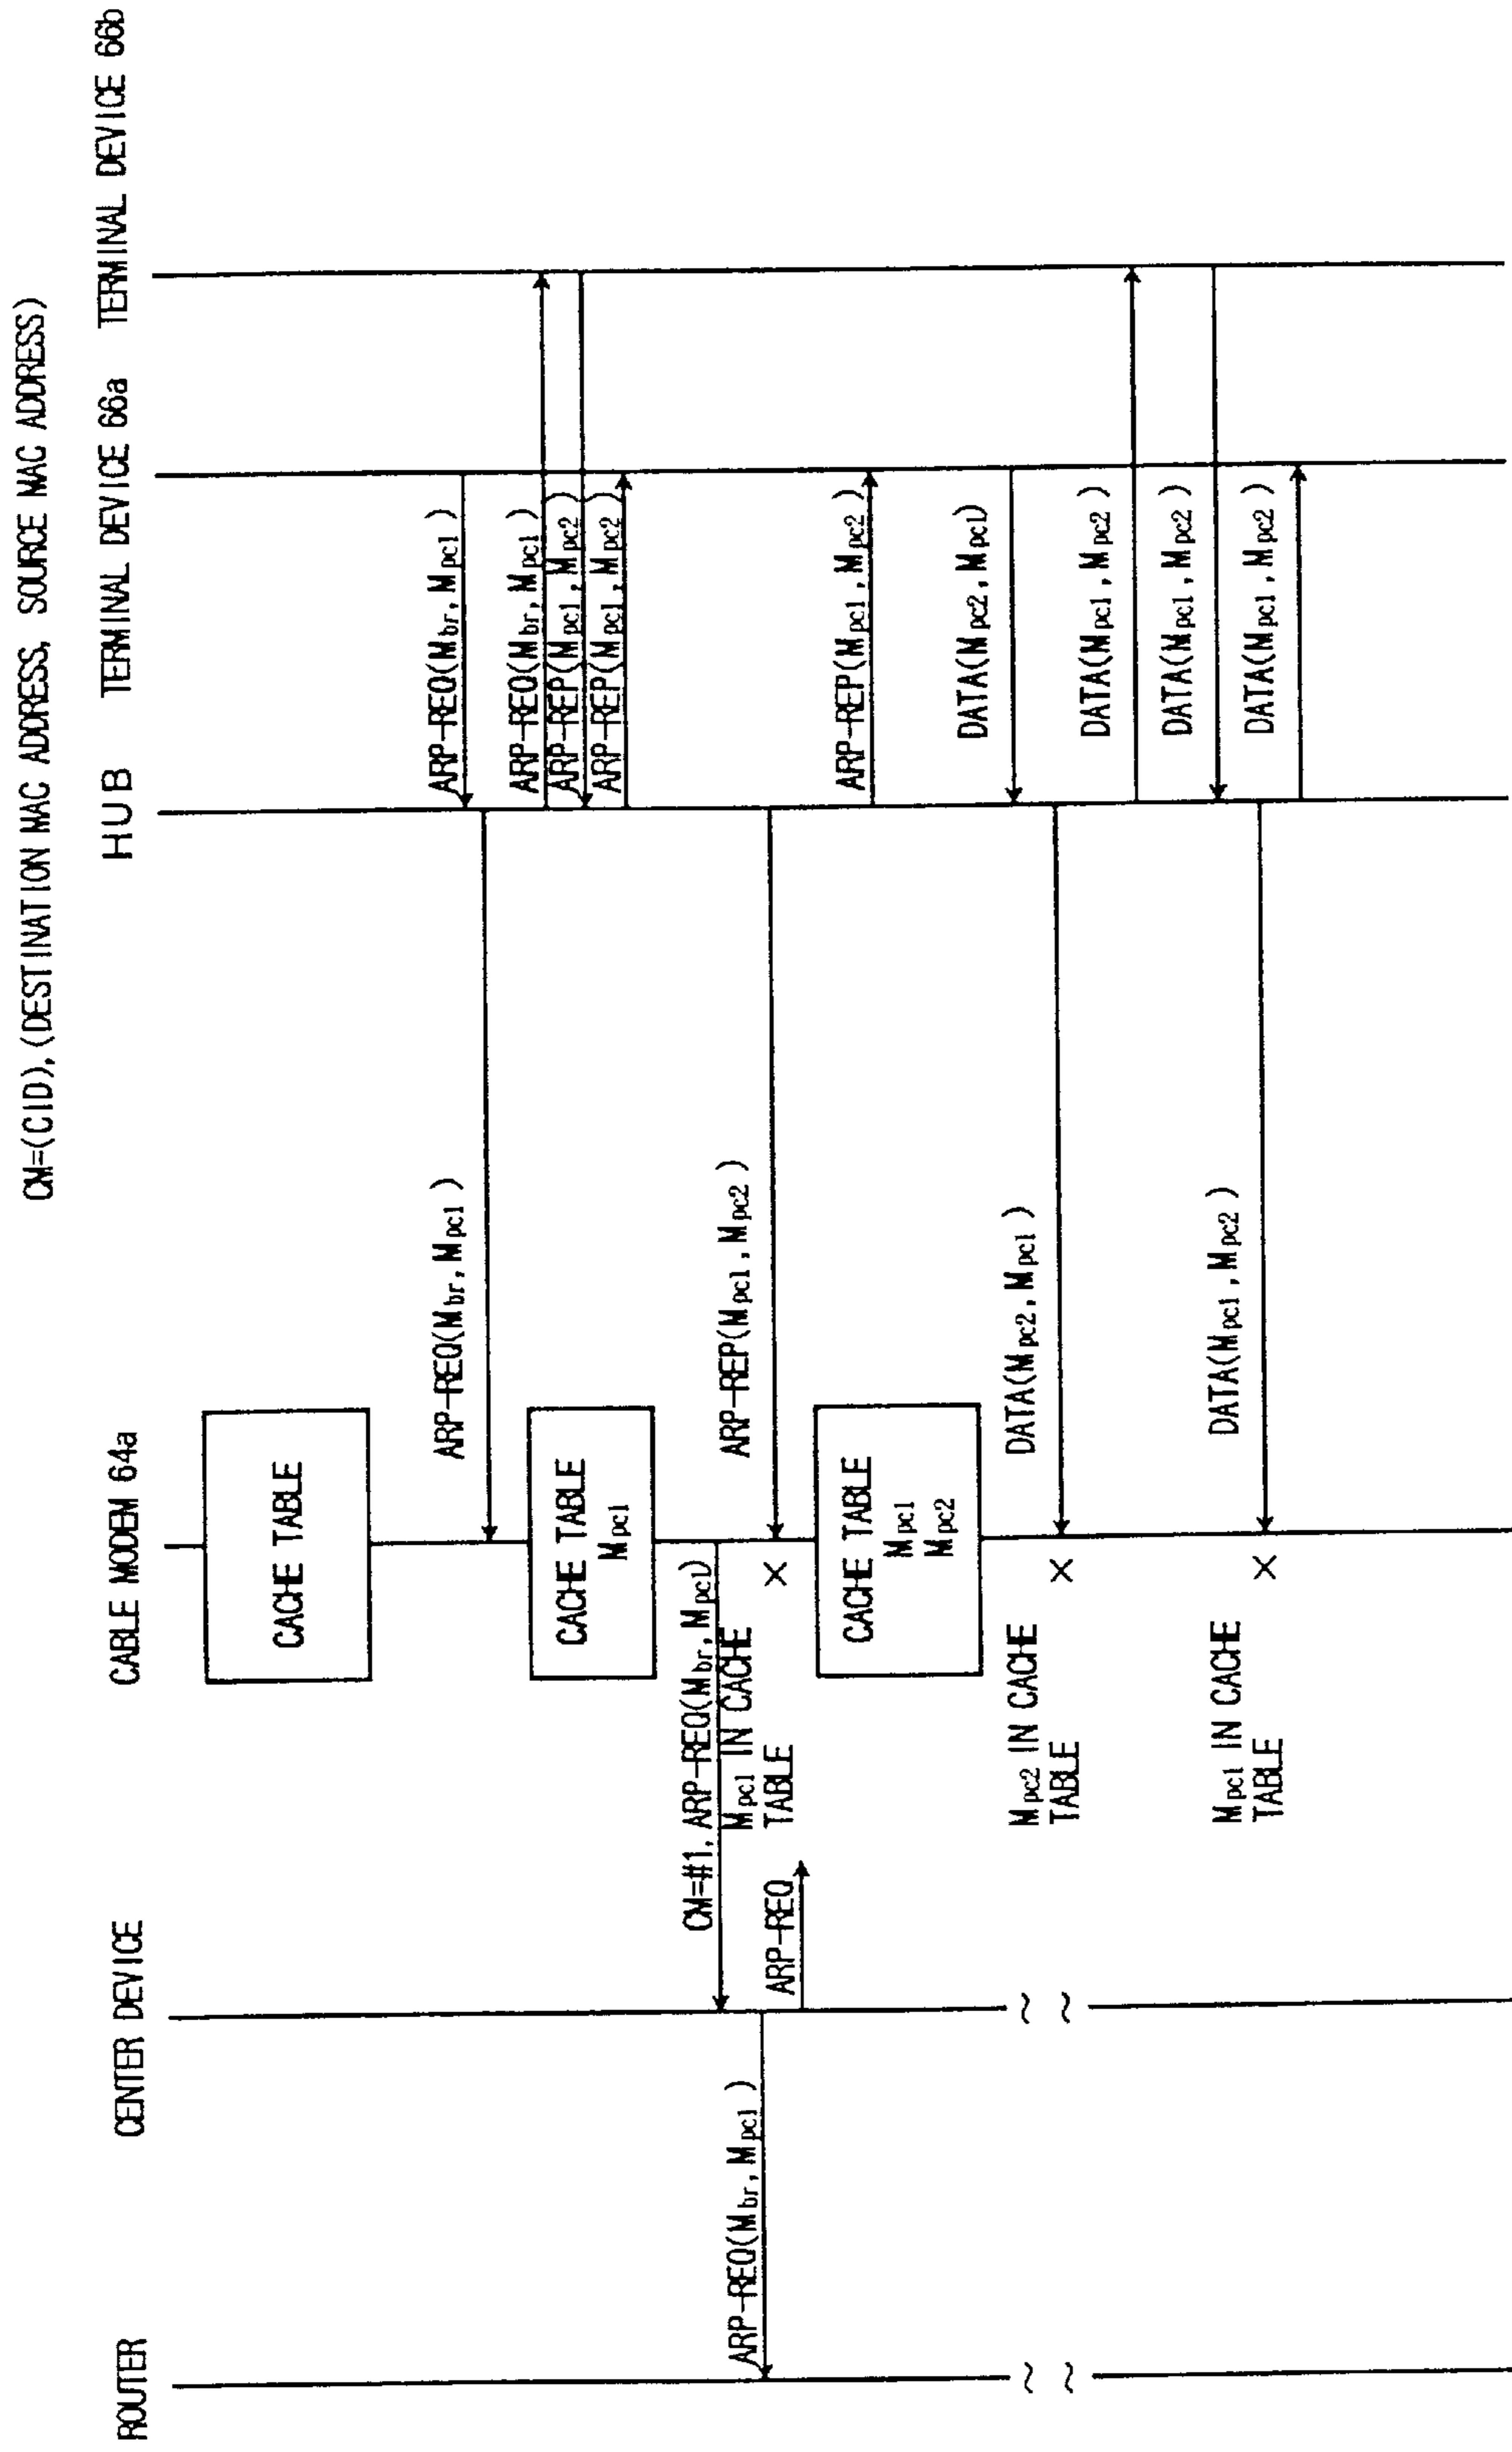 CM=(CID), (DESTINATION MAC ADDRESS, SOURCE MAC ADDRESS)
ROUTER
CENTER DEVICE
CABLE MODEM 64a
HUB
TERMINAL DEVICE 66a
TERMINAL DEVICE 66b
CACHE TABLE
ARP-REQ(Mbr, Mpc1)
ARP-REQ(Mbr, Mpc1)
ARP-REQ(Mbr, Mpc1)
ARP-REP(Mpc1, Mpc2)
ARP-REP(Mpc1, Mpc2)
CACHE TABLE
Mpc1
CM=#1, ARP-REQ(Mbr, Mpc1)
ARP-REQ(Mbr, Mpc1)
ARP-REQ
Mpc1 IN CACHE
TABLE
×
ARP-REP(Mpc1, Mpc2)
ARP-REP(Mpc1, Mpc2)
CACHE TABLE
Mpc1
Mpc2
DATA(Mpc2, Mpc1)
DATA(Mpc2, Mpc1)
Mpc2 IN CACHE
TABLE
×
DATA(Mpc1, Mpc2)
DATA(Mpc1, Mpc2)
DATA(Mpc1, Mpc2)
Mpc1 IN CACHE
TABLE
×
DATA(Mpc1, Mpc2)